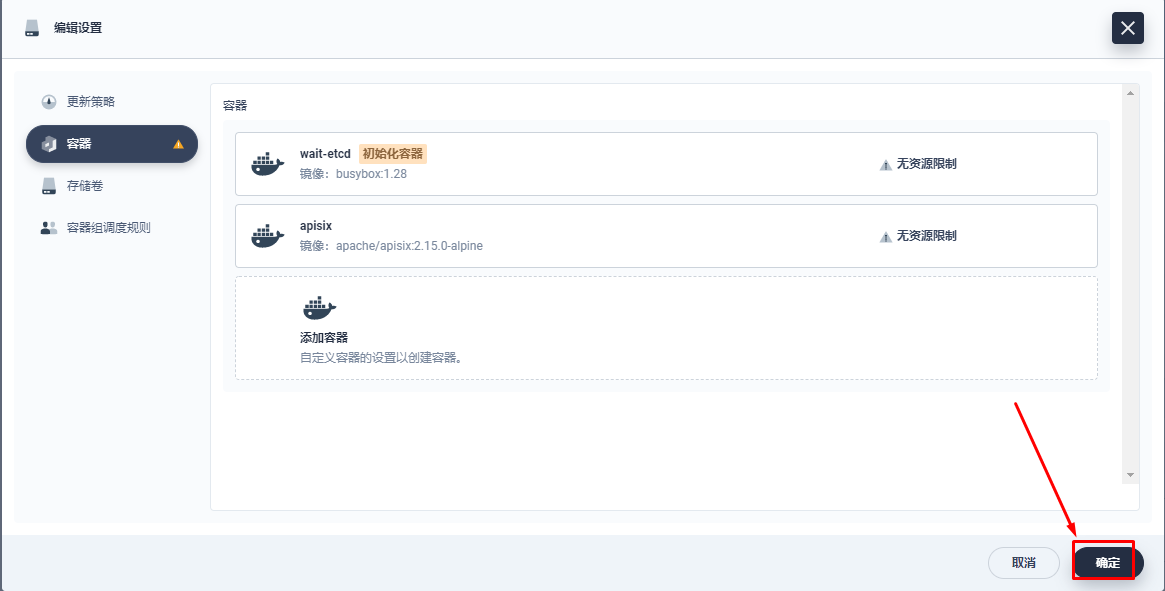 编辑设置
更新策略
容器
存储卷
容器组调度规则
容器
wait-etcd 初始化容器
镜像：busybox:1.28
无资源限制
apisix
镜像：apache/apisix:2.15.0-alpine
无资源限制
添加容器
自定义容器的设置以创建容器。
取消
确定